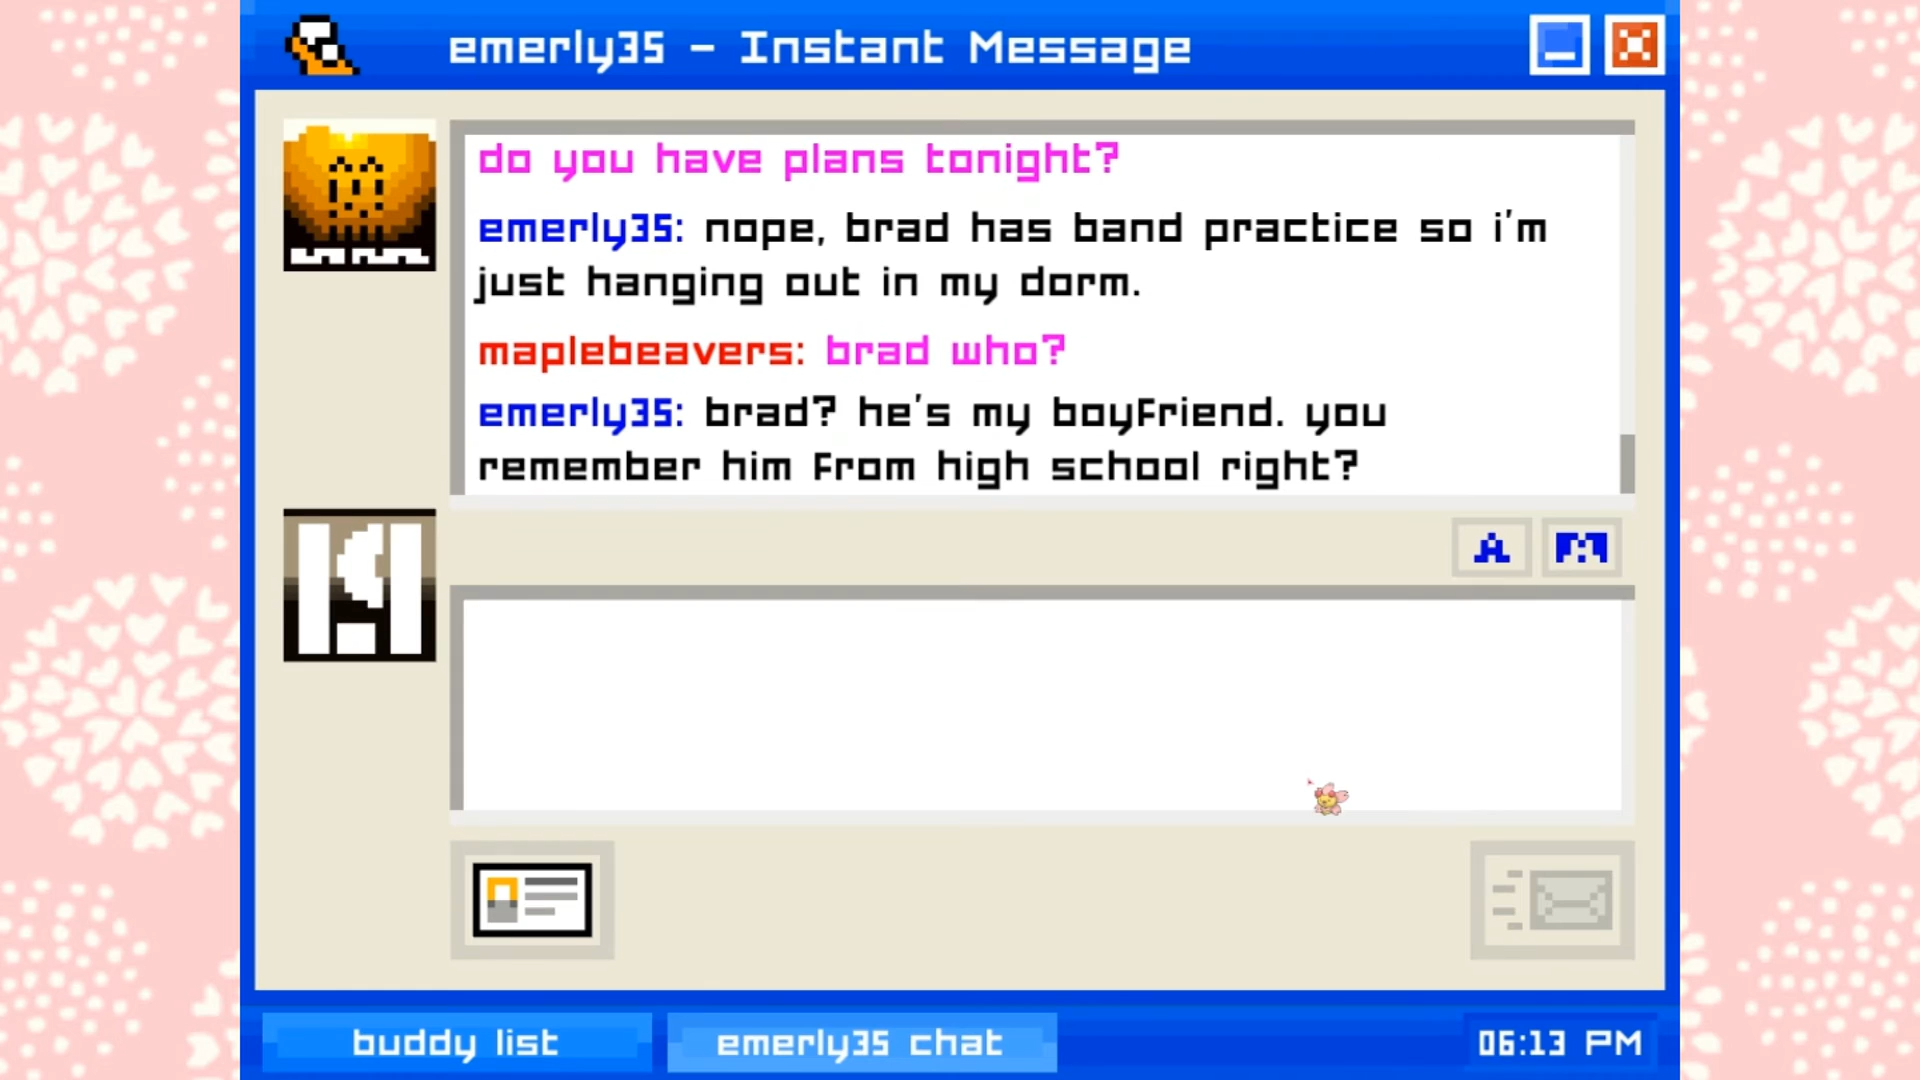 emerly35 - Instant Message
do you have plans tonight?
emerly35: nope, brad has band practice so i'm
just hanging out in my dorm.
maplebeavers: brad who?
emerly35: brad? he's my boyfriend. you
remember him from high school right?
A
buddy list
emerly35 chat
06:13 PM